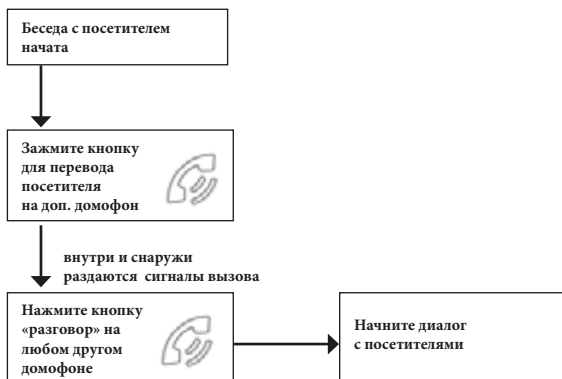 Беседа с посетителем
начата
Зажмите кнопку
для перевода
посетителя
на доп. домофон
внутри и снаружи
раздаются сигналы вызова
Нажмите кнопку
«разговор» на
любом другом
домофоне
Начните диалог
с посетителями